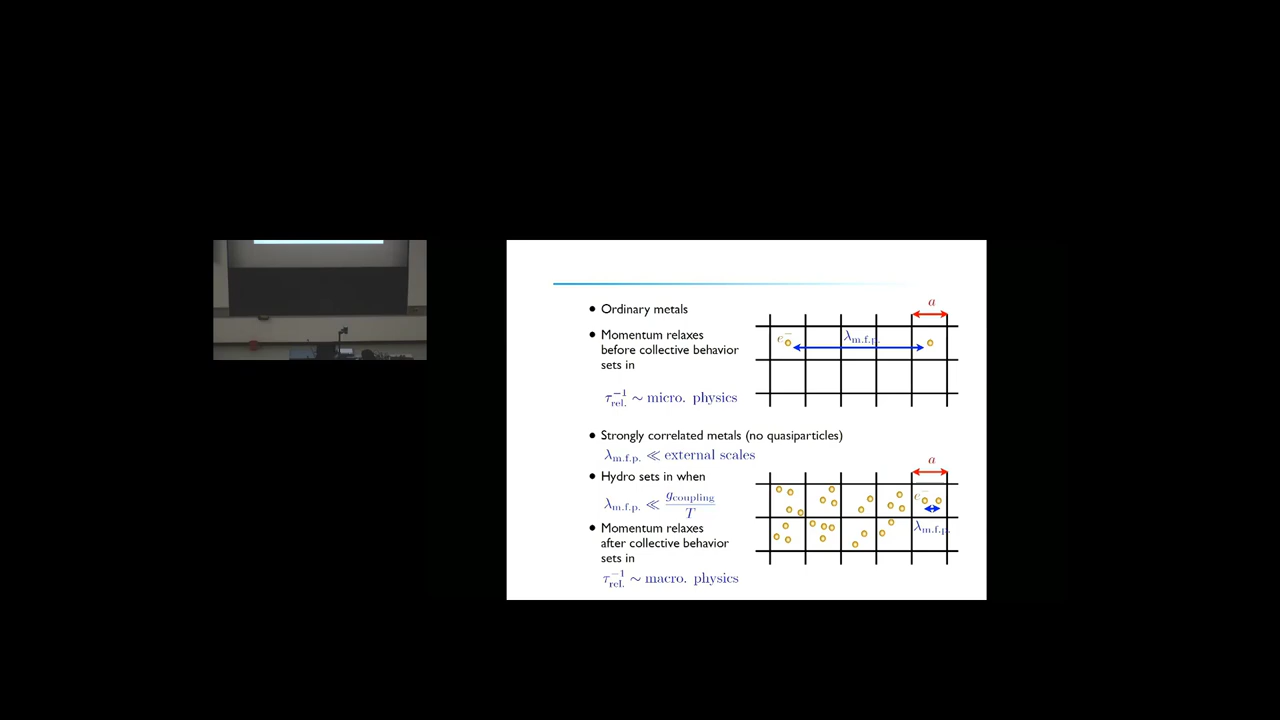 • Ordinary metals
• Momentum relaxes
before collective behavior
sets in
τ_rel.^−1 ∼ micro. physics
a
e^−
λ_m.f.p.
• Strongly correlated metals (no quasiparticles)
λ_m.f.p. ≪ external scales
• Hydro sets in when
λ_m.f.p. ≪ g_coupling / T
• Momentum relaxes
after collective behavior
sets in
τ_rel.^−1 ∼ macro. physics
a
e^−
λ_m.f.p.